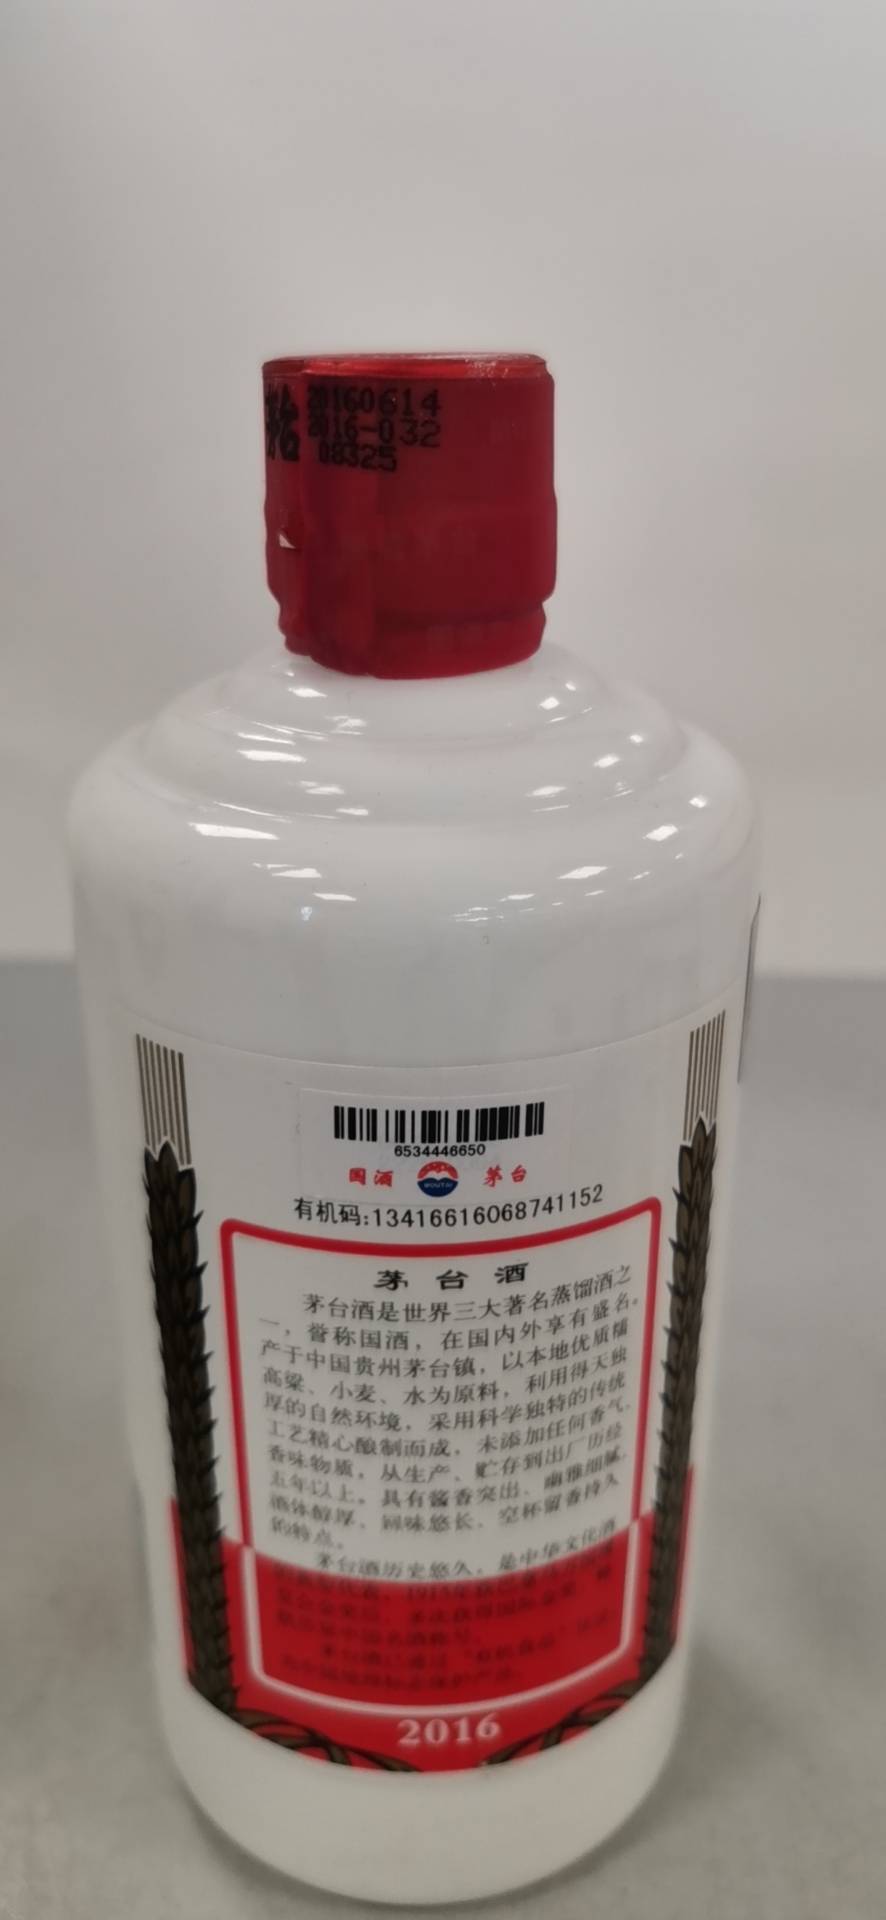 茅台
20160614
2016-032
08325
6534446650
国酒 MOUTAI 茅台
有机码:13416616068741152
茅台酒
茅台酒是世界三大著名蒸馏酒之
一，誉称国酒，在国内外享有盛名。
产于中国贵州茅台镇，以本地优质糯
高粱、小麦、水为原料，利用得天独
厚的自然环境，采用科学独特的传统
工艺精心酿制而成，未添加任何香气、
香味物质，从生产、贮存到出厂历经
五年以上。具有酱香突出、幽雅细腻、
酒体醇厚、回味悠长、空杯留香持久
的特点。
茅台酒历史悠久，是中华文化酒
2016